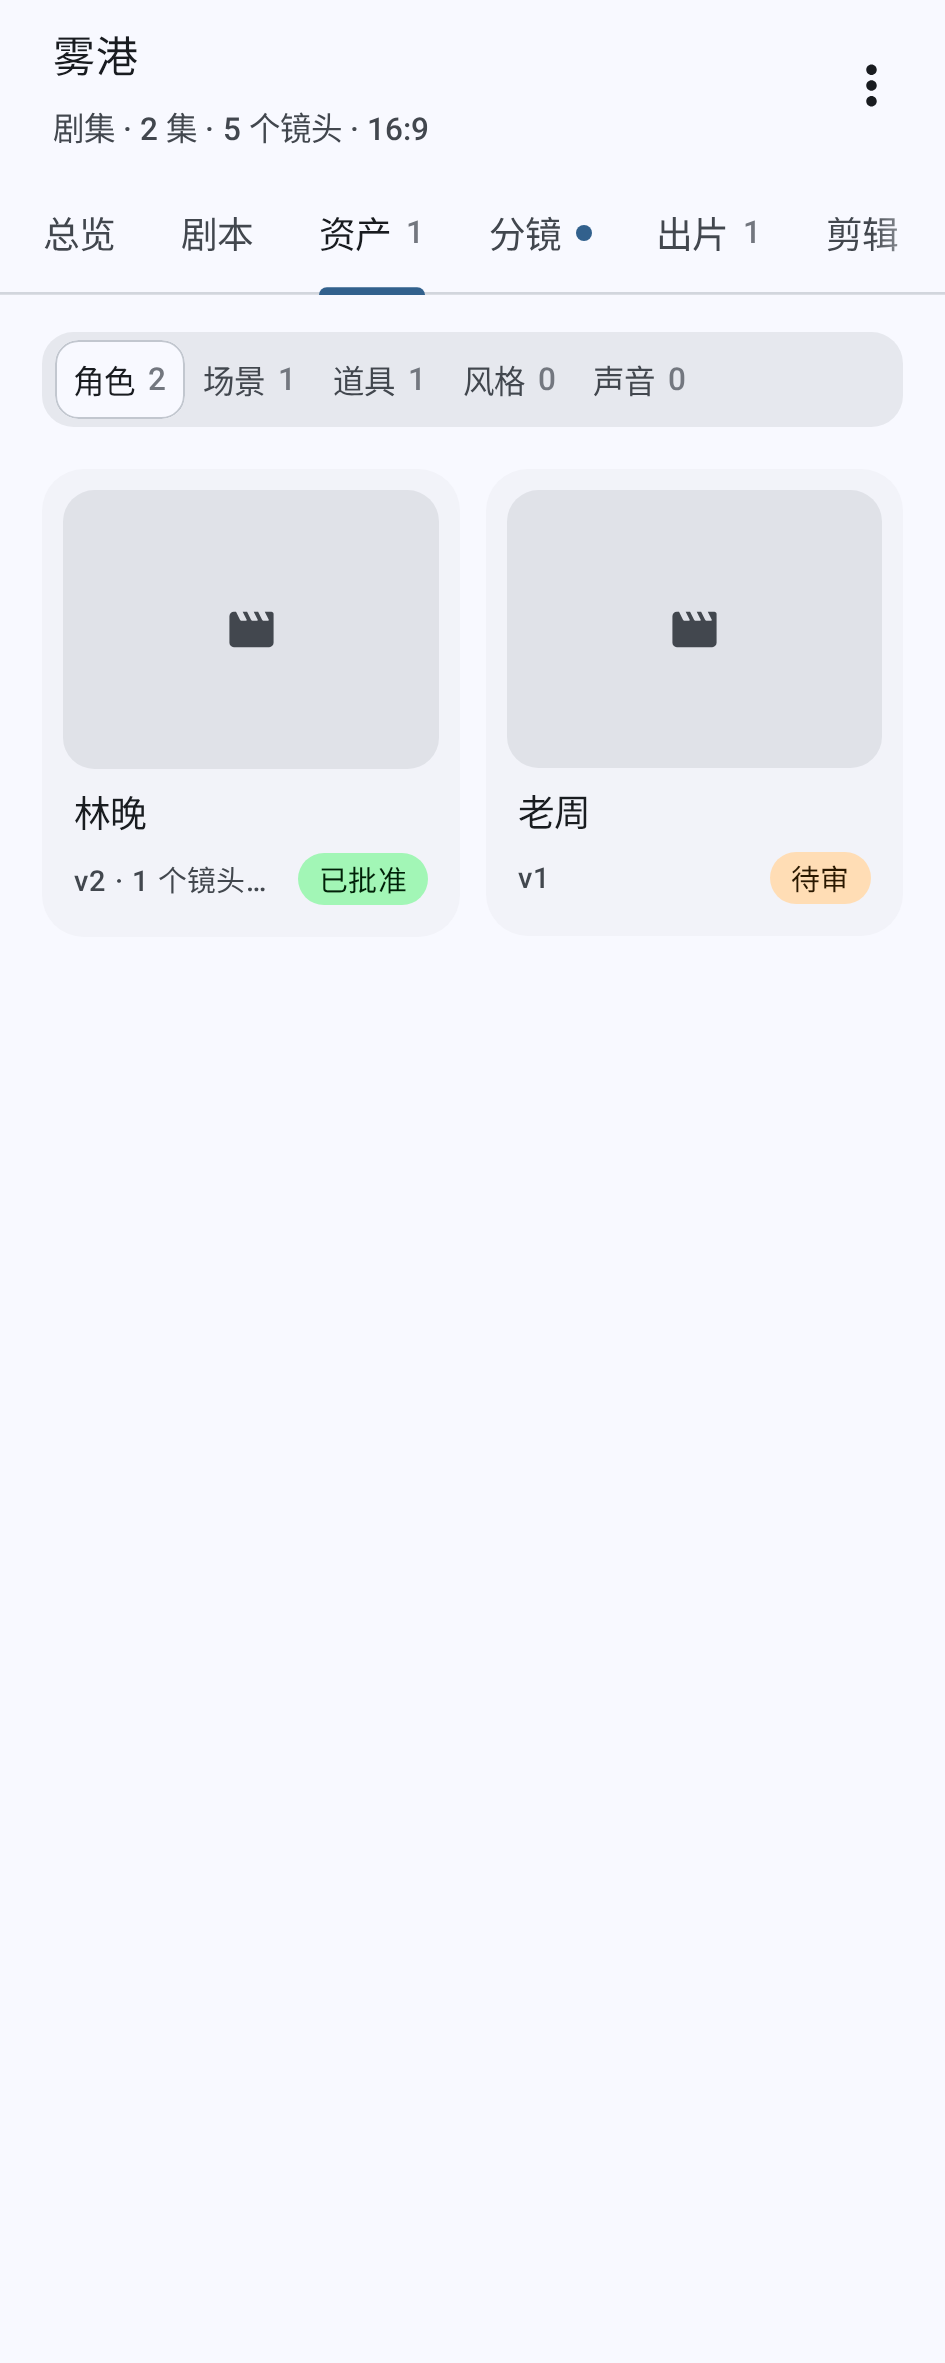 雾港
剧集 · 2 集 · 5 个镜头 · 16:9
总览 剧本 资产 1 分镜 出片 1 剪辑
角色 2 场景 1 道具 1 风格 0 声音 0
林晚
v2 · 1 个镜头… 已批准
老周
v1 待审